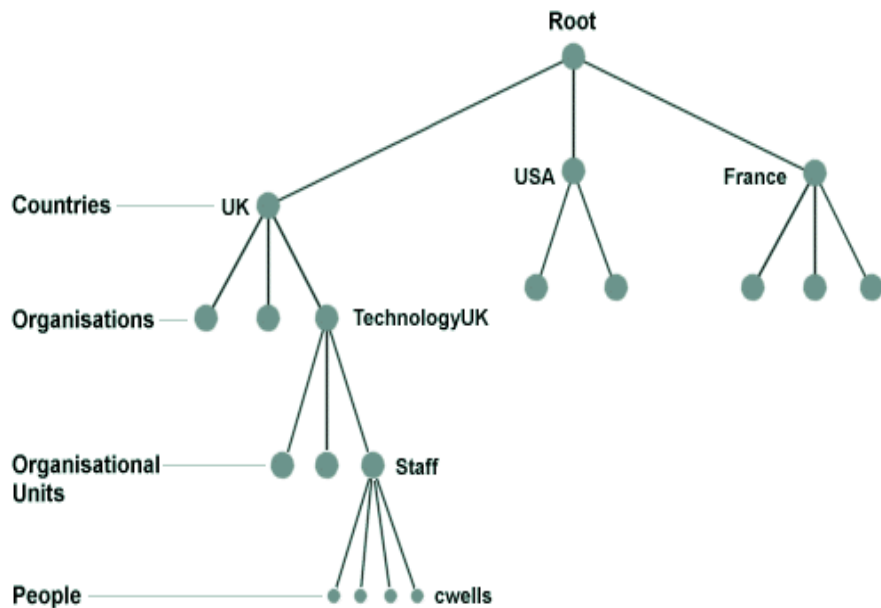 Root
USA
France
Countries
UK
Organisations
TechnologyUK
Organisational
Units
Staff
People
cwells